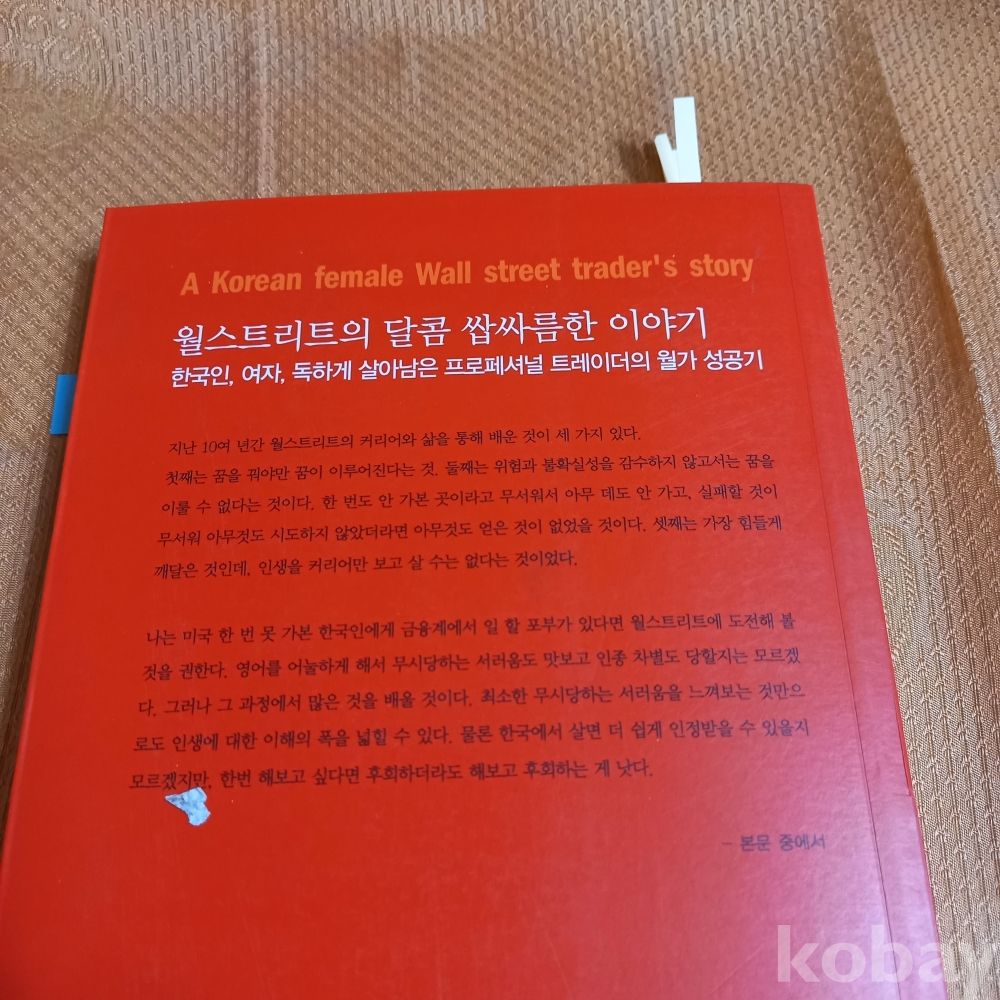 A Korean female Wall street trader's story
월스트리트의 달콤 쌉싸름한 이야기
한국인, 여자, 독하게 살아남은 프로페셔널 트레이더의 월가 성공기
지난 10여 년간 월스트리트의 커리어와 삶을 통해 배운 것이 세 가지 있다.
첫째는 꿈을 꿔야만 꿈이 이루어진다는 것. 둘째는 위험과 불확실성을 감수하지 않고서는 꿈을
이룰 수 없다는 것이다. 한 번도 안 가본 곳이라고 무서워서 아무 데도 안 가고, 실패할 것이
무서워 아무것도 시도하지 않았더라면 아무것도 얻은 것이 없었을 것이다. 셋째는 가장 힘들게
깨달은 것인데, 인생을 커리어만 보고 살 수는 없다는 것이었다.
나는 미국 한 번 못 가본 한국인에게 금융계에서 일 할 포부가 있다면 월스트리트에 도전해 볼
것을 권한다. 영어를 어눌하게 해서 무시당하는 서러움도 맛보고 인종 차별도 당할지는 모르겠
다. 그러나 그 과정에서 많은 것을 배울 것이다. 최소한 무시당하는 서러움을 느껴보는 것만으
로도 인생에 대한 이해의 폭을 넓힐 수 있다. 물론 한국에서 살면 더 쉽게 인정받을 수 있을지
모르겠지만, 한번 해보고 싶다면 후회하더라도 해보고 후회하는 게 낫다.
– 본문 중에서
kobay